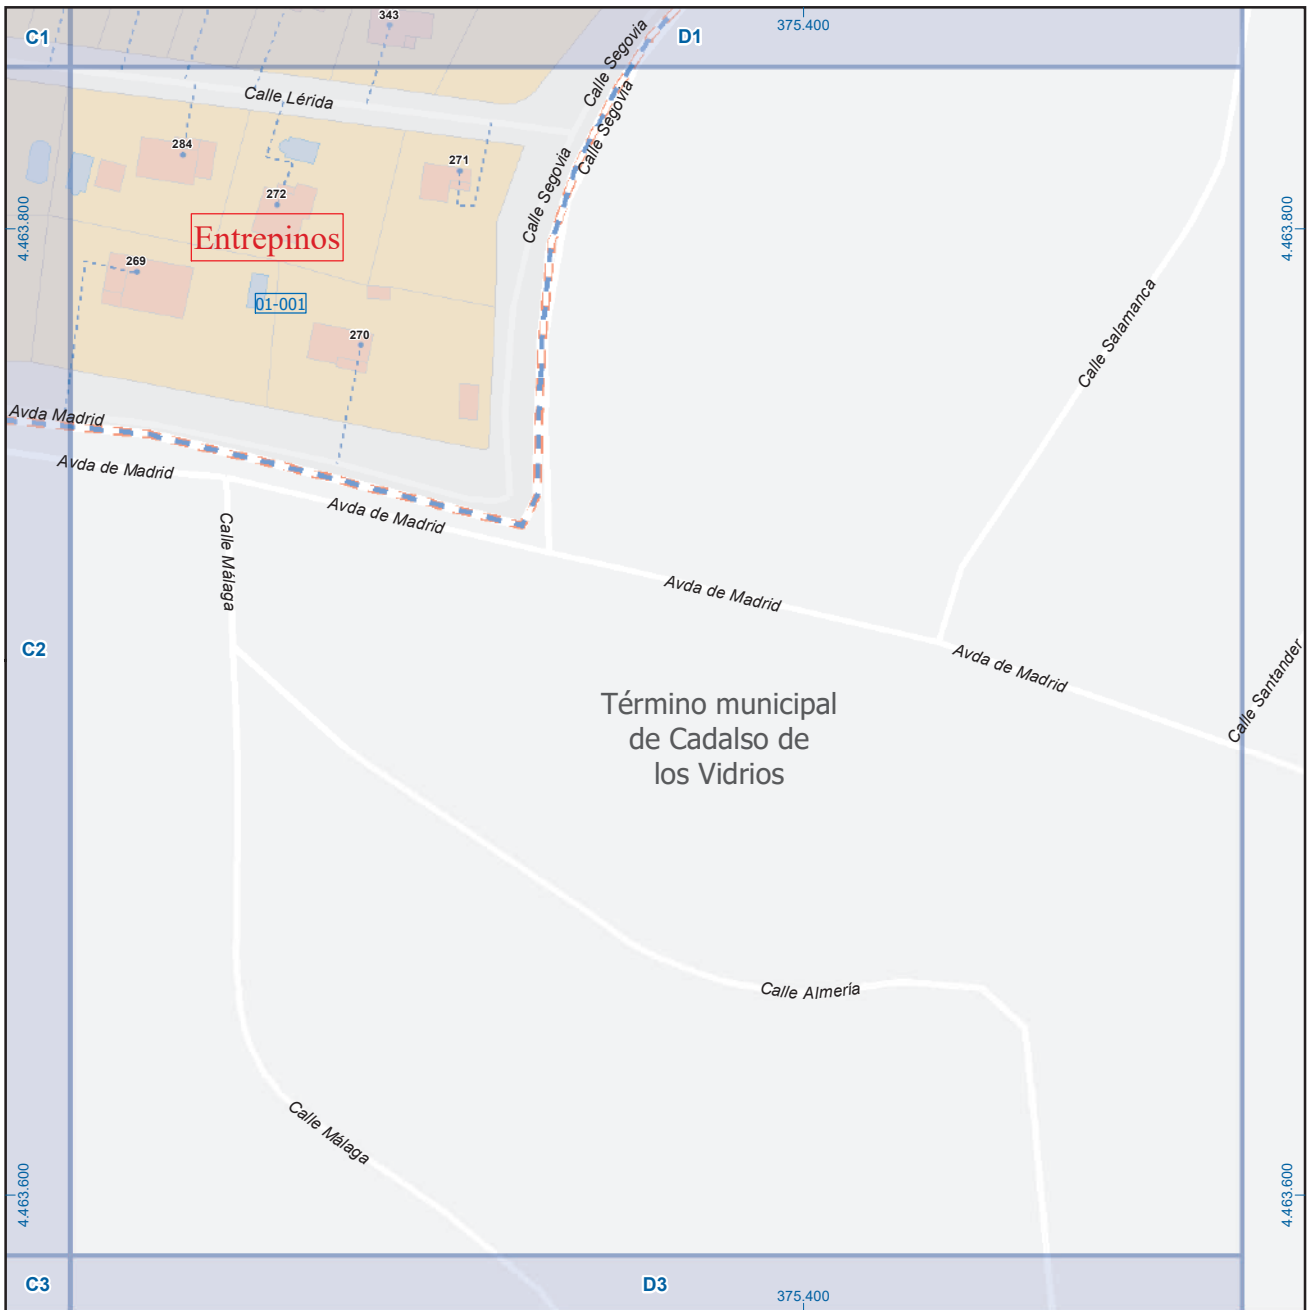 343
375.400
C1
D1
Calle Segovia
Calle Lérida
Calle Segovia
284
271
Calle Segovia
272
4.463.800
4.463.800
Entrepinos
269
01-001
Calle Salamanca
270
Avda Madrid
Avda de Madrid
Avda de Madrid
Calle Málaga
Avda de Madrid
C2
Avda de Madrid
Calle Santander
Término municipal
de Cadalso de
los Vidrios
Calle Almería
Calle Málaga
4.463.600
4.463.600
C3
D3
375.400